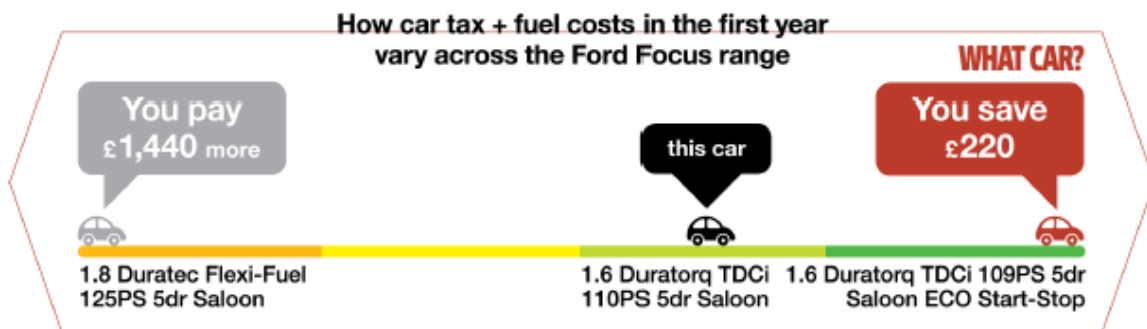 How car tax + fuel costs in the first year
vary across the Ford Focus range
WHAT CAR?
You pay
£1,440 more
this car
You save
£220
1.8 Duratec Flexi-Fuel
125PS 5dr Saloon
1.6 Duratorq TDCi
110PS 5dr Saloon
1.6 Duratorq TDCi 109PS 5dr
Saloon ECO Start-Stop